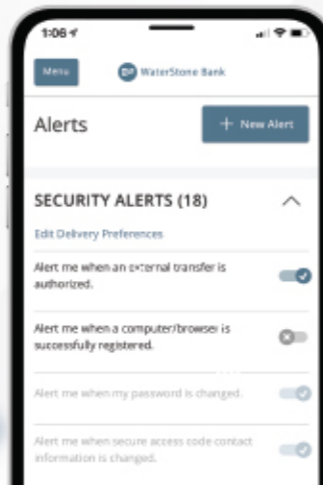 1:06
Menu
WaterStone Bank
Alerts
+ New Alert
SECURITY ALERTS (18)
Edit Delivery Preferences
Alert me when an external transfer is
authorized.
Alert me when a computer/browser is
successfully registered.
Alert me when my password is changed.
Alert me when secure access code contact
information is changed.